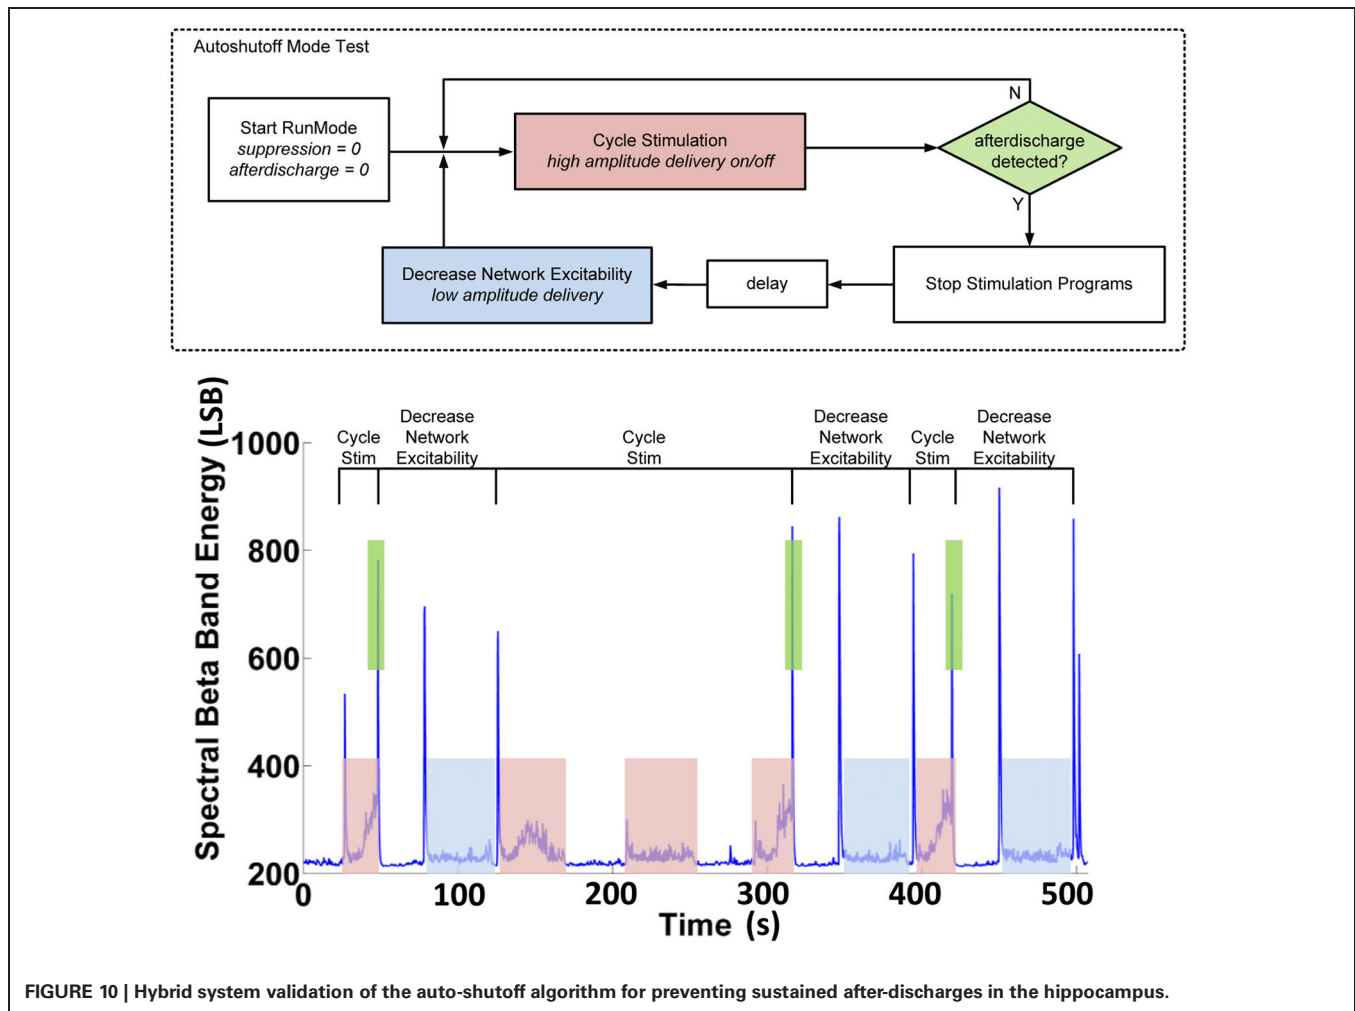 Autoshutoff Mode Test
Start RunMode
suppression = 0
afterdischarge = 0
Cycle Stimulation
high amplitude delivery on/off
N
afterdischarge
detected?
Y
Decrease Network Excitability
low amplitude delivery
delay
Stop Stimulation Programs
Spectral Beta Band Energy (LSB)
1000
800
600
400
200
Cycle
Stim
Decrease
Network
Excitability
Cycle
Stim
Decrease
Network
Excitability
Cycle
Stim
Decrease
Network
Excitability
0 100 200 300 400 500
Time (s)
FIGURE 10 | Hybrid system validation of the auto-shutoff algorithm for preventing sustained after-discharges in the hippocampus.